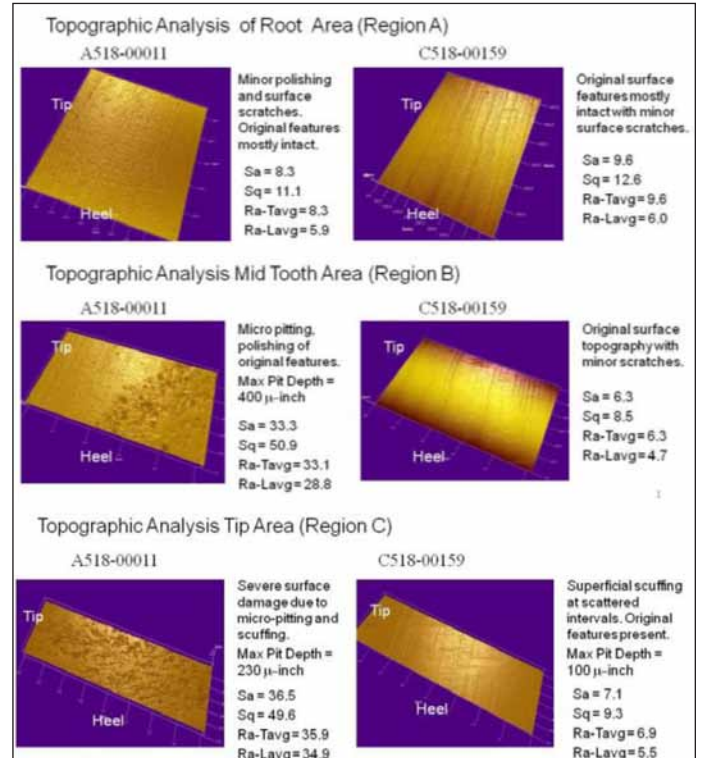 Topographic Analysis of Root Area (Region A)
A518-00011
Tip
Heel
Minor polishing
and surface
scratches.
Original features
mostly intact.
Sa = 8.3
Sq = 11.1
Ra-Tavg = 8.3
Ra-Lavg = 5.9
C518-00159
Tip
Heel
Original surface
features mostly
intact with minor
surface scratches.
Sa = 9.6
Sq = 12.6
Ra-Tavg = 9.6
Ra-Lavg = 6.0
Topographic Analysis Mid Tooth Area (Region B)
A518-00011
Tip
Heel
Micro pitting,
polishing of
original features.
Max Pit Depth =
400 μ-inch
Sa = 33.3
Sq = 50.9
Ra-Tavg = 33.1
Ra-Lavg = 28.8
C518-00159
Tip
Heel
Original surface
topography with
minor scratches.
Sa = 6.3
Sq = 8.5
Ra-Tavg = 6.3
Ra-Lavg = 4.7
Topographic Analysis Tip Area (Region C)
A518-00011
Tip
Heel
Severe surface
damage due to
micro-pitting and
scuffing.
Max Pit Depth =
230 μ-inch
Sa = 36.5
Sq = 49.6
Ra-Tavg = 35.9
Ra-Lavg = 34.9
C518-00159
Tip
Heel
Superficial scuffing
at scattered
intervals. Original
features present.
Max Pit Depth =
100 μ-inch
Sa = 7.1
Sq = 9.3
Ra-Tavg = 6.9
Ra-Lavg = 5.5